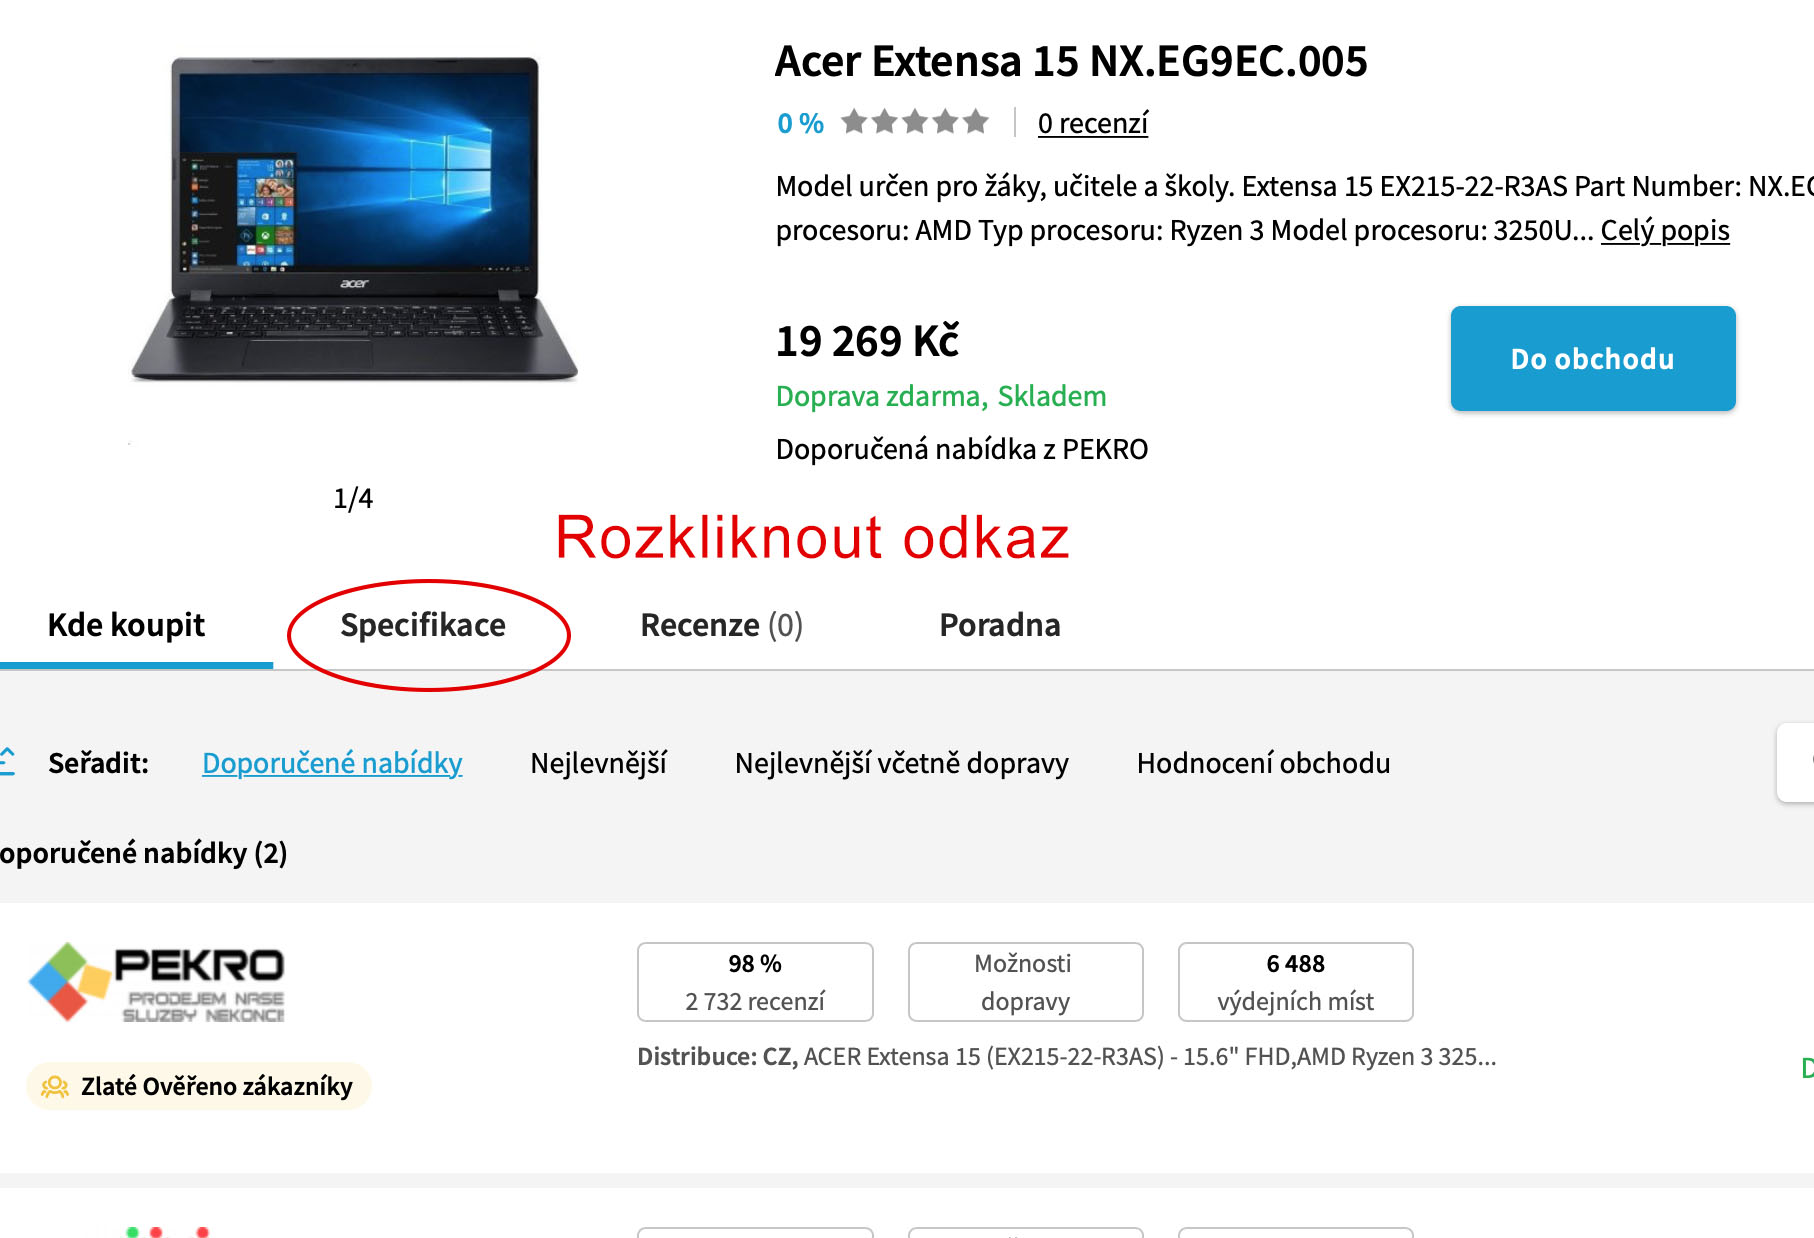 Acer Extensa 15 NX.EG9EC.005
0 % 0 recenzí
Model určen pro žáky, učitele a školy. Extensa 15 EX215-22-R3AS Part Number:
procesoru: AMD Typ procesoru: Ryzen 3 Model procesoru: 3250U... Celý popis
acer
19 269 Kč
Do obchodu
Doprava zdarma, Skladem
Doporučená nabídka z PEKRO
1/4
Rozkliknout odkaz
Kde koupit Specifikace Recenze (0) Poradna
Seřadit: Doporučené nabídky Nejlevnější Nejlevnější včetně dopravy Hodnocení obchodu
oporučené nabídky (2)
PEKRO
PRODEJEM NASE
SLUZBY NEKONCI!
98 %
2 732 recenzí
Možnosti
dopravy
6 488
výdejních míst
Distribuce: CZ, ACER Extensa 15 (EX215-22-R3AS) - 15.6" FHD,AMD Ryzen 3 325...
Zlaté Ověřeno zákazníky